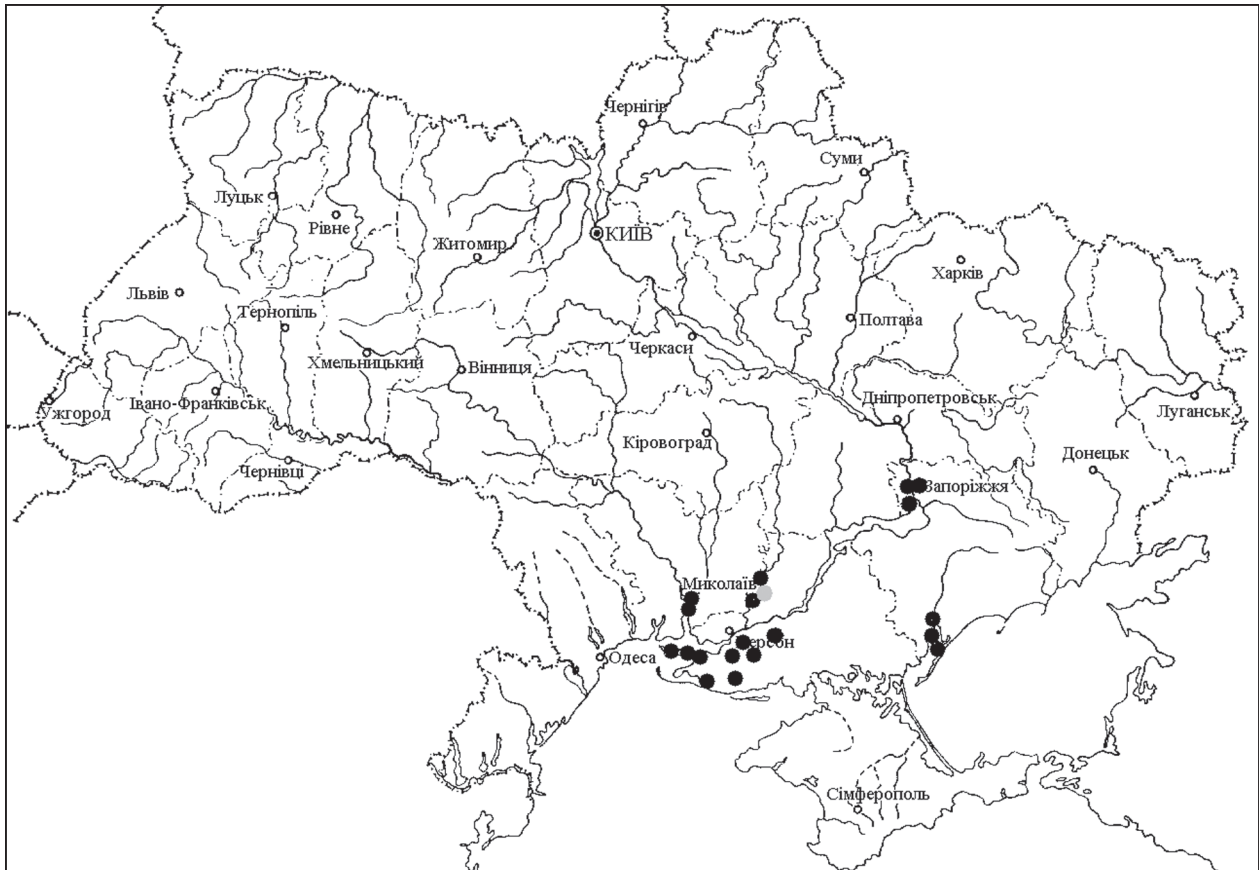 Чернігів
Суми
Луцьк
Рівне
КИЇВ
Житомир
Харків
Львів
Тернопіль
Полтава
Черкаси
Хмельницький
Вінниця
Дніпропетровськ
Ужгород
Івано-Франківськ
Луганськ
Кіровоград
Донецьк
Чернівці
Запоріжжя
Миколаїв
ерсон
Одеса
Сімферополь